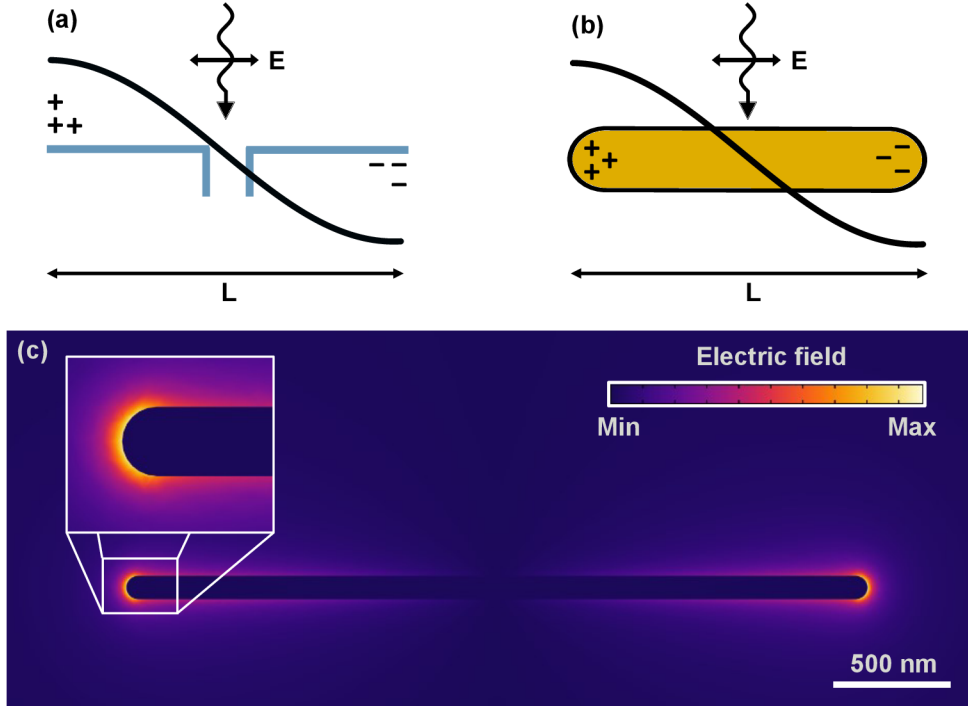 (a)
E
+
++
− −
−
L
(b)
E
+
+
+
−
−
−
L
(c)
Electric field
Min Max
500 nm